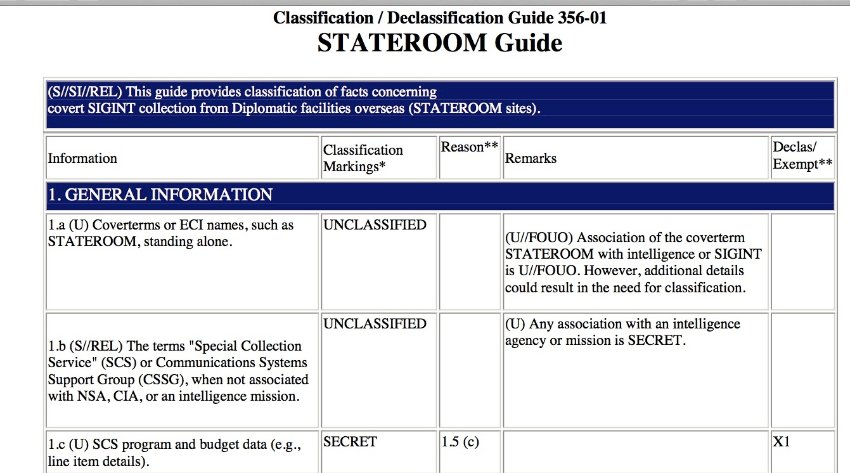 Classification / Declassification Guide 356-01
STATEROOM Guide
(S//SI//REL) This guide provides classification of facts concerning
covert SIGINT collection from Diplomatic facilities overseas (STATEROOM sites).
Information
Classification
Markings*
Reason**
Remarks
Declas/
Exempt**
1. GENERAL INFORMATION
1.a (U) Coverterms or ECI names, such as
STATEROOM, standing alone.
UNCLASSIFIED
(U//FOUO) Association of the coverterm
STATEROOM with intelligence or SIGINT
is U//FOUO. However, additional details
could result in the need for classification.
1.b (S//REL) The terms "Special Collection
Service" (SCS) or Communications Systems
Support Group (CSSG), when not associated
with NSA, CIA, or an intelligence mission.
UNCLASSIFIED
(U) Any association with an intelligence
agency or mission is SECRET.
1.c (U) SCS program and budget data (e.g.,
line item details).
SECRET
1.5 (c)
X1